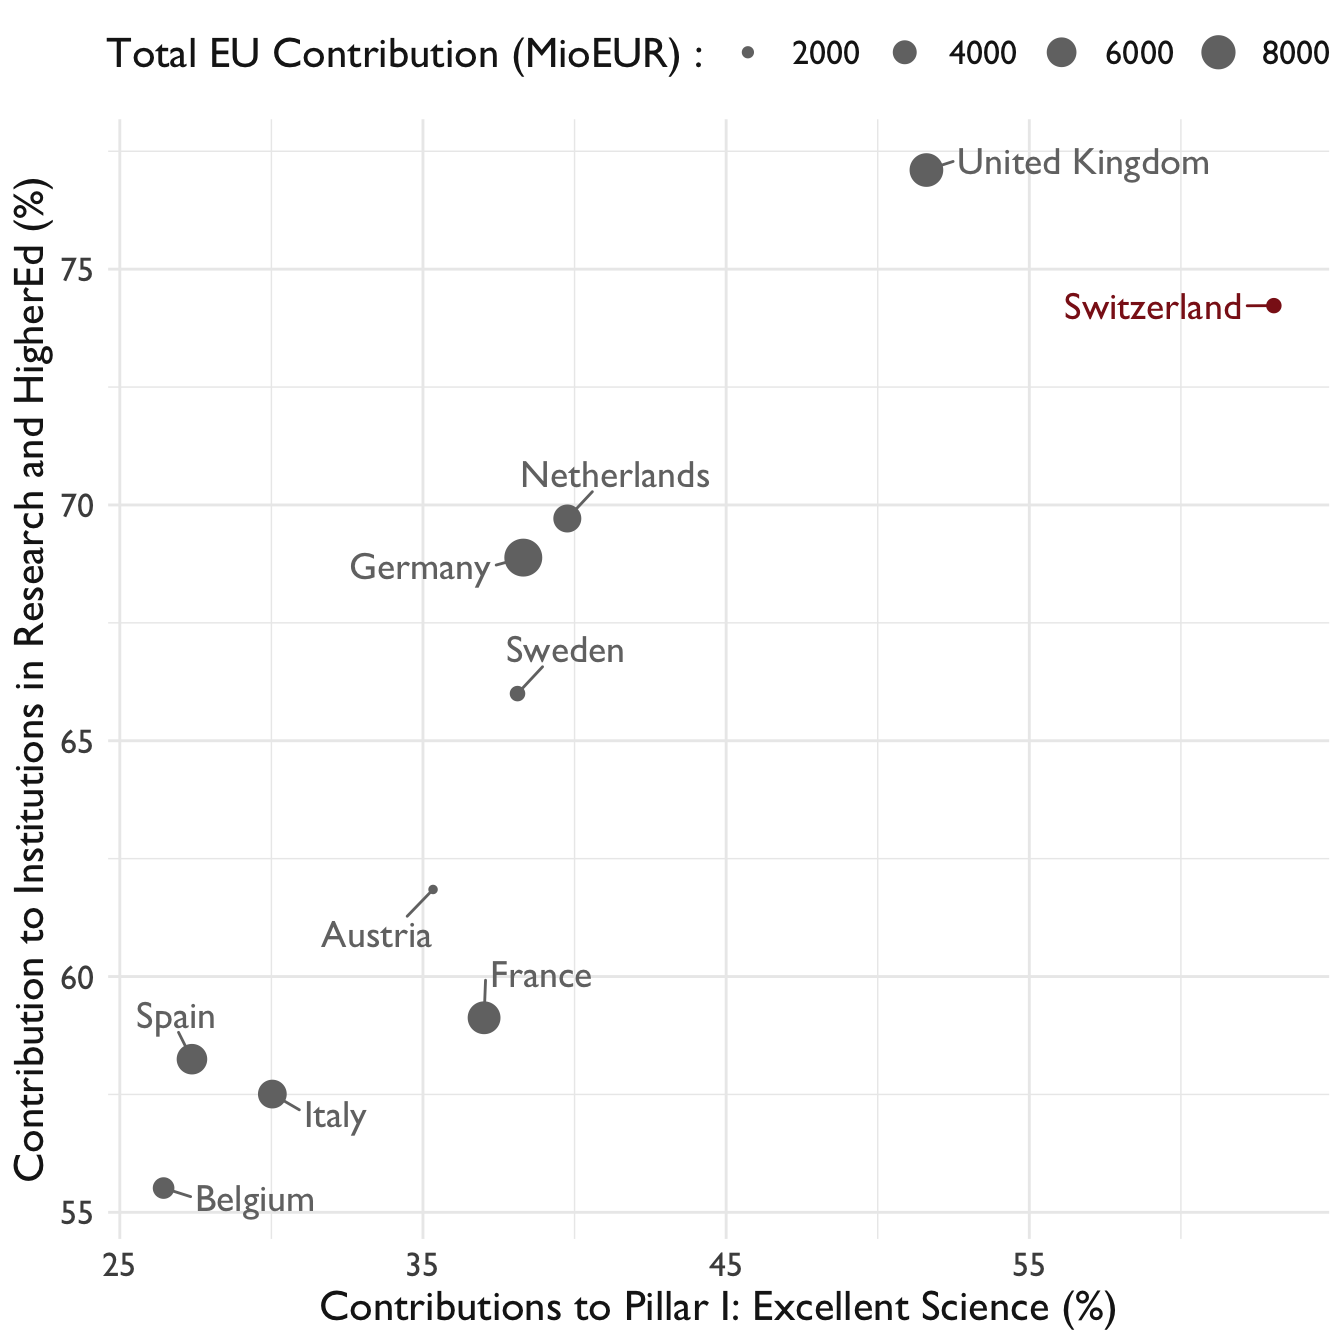 Total EU Contribution (MioEUR) : 2000 4000 6000 8000
United Kingdom
Switzerland
Netherlands
Germany
Sweden
Austria
France
Spain
Italy
Belgium
Contribution to Institutions in Research and HigherEd (%)
75
70
65
60
55
25 35 45 55
Contributions to Pillar I: Excellent Science (%)